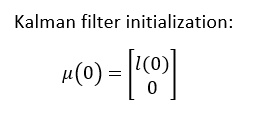 Kalman filter initialization:
μ(0) = [l(0)
0]